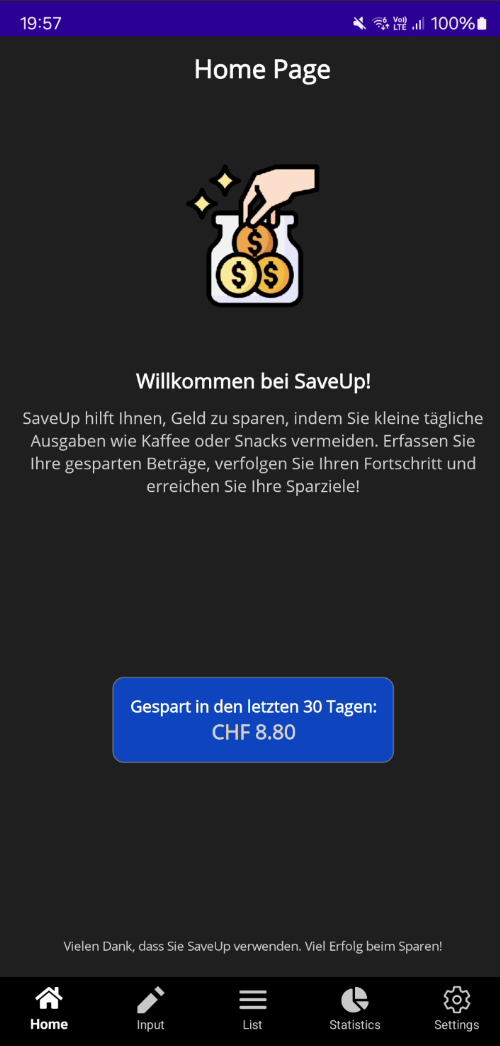 19:57
Vo)) LTE 100%
Home Page
$
$ $
Willkommen bei SaveUp!
SaveUp hilft Ihnen, Geld zu sparen, indem Sie kleine tägliche
Ausgaben wie Kaffee oder Snacks vermeiden. Erfassen Sie
Ihre gesparten Beträge, verfolgen Sie Ihren Fortschritt und
erreichen Sie Ihre Sparziele!
Gespart in den letzten 30 Tagen:
CHF 8.80
Vielen Dank, dass Sie SaveUp verwenden. Viel Erfolg beim Sparen!
Home Input List Statistics Settings